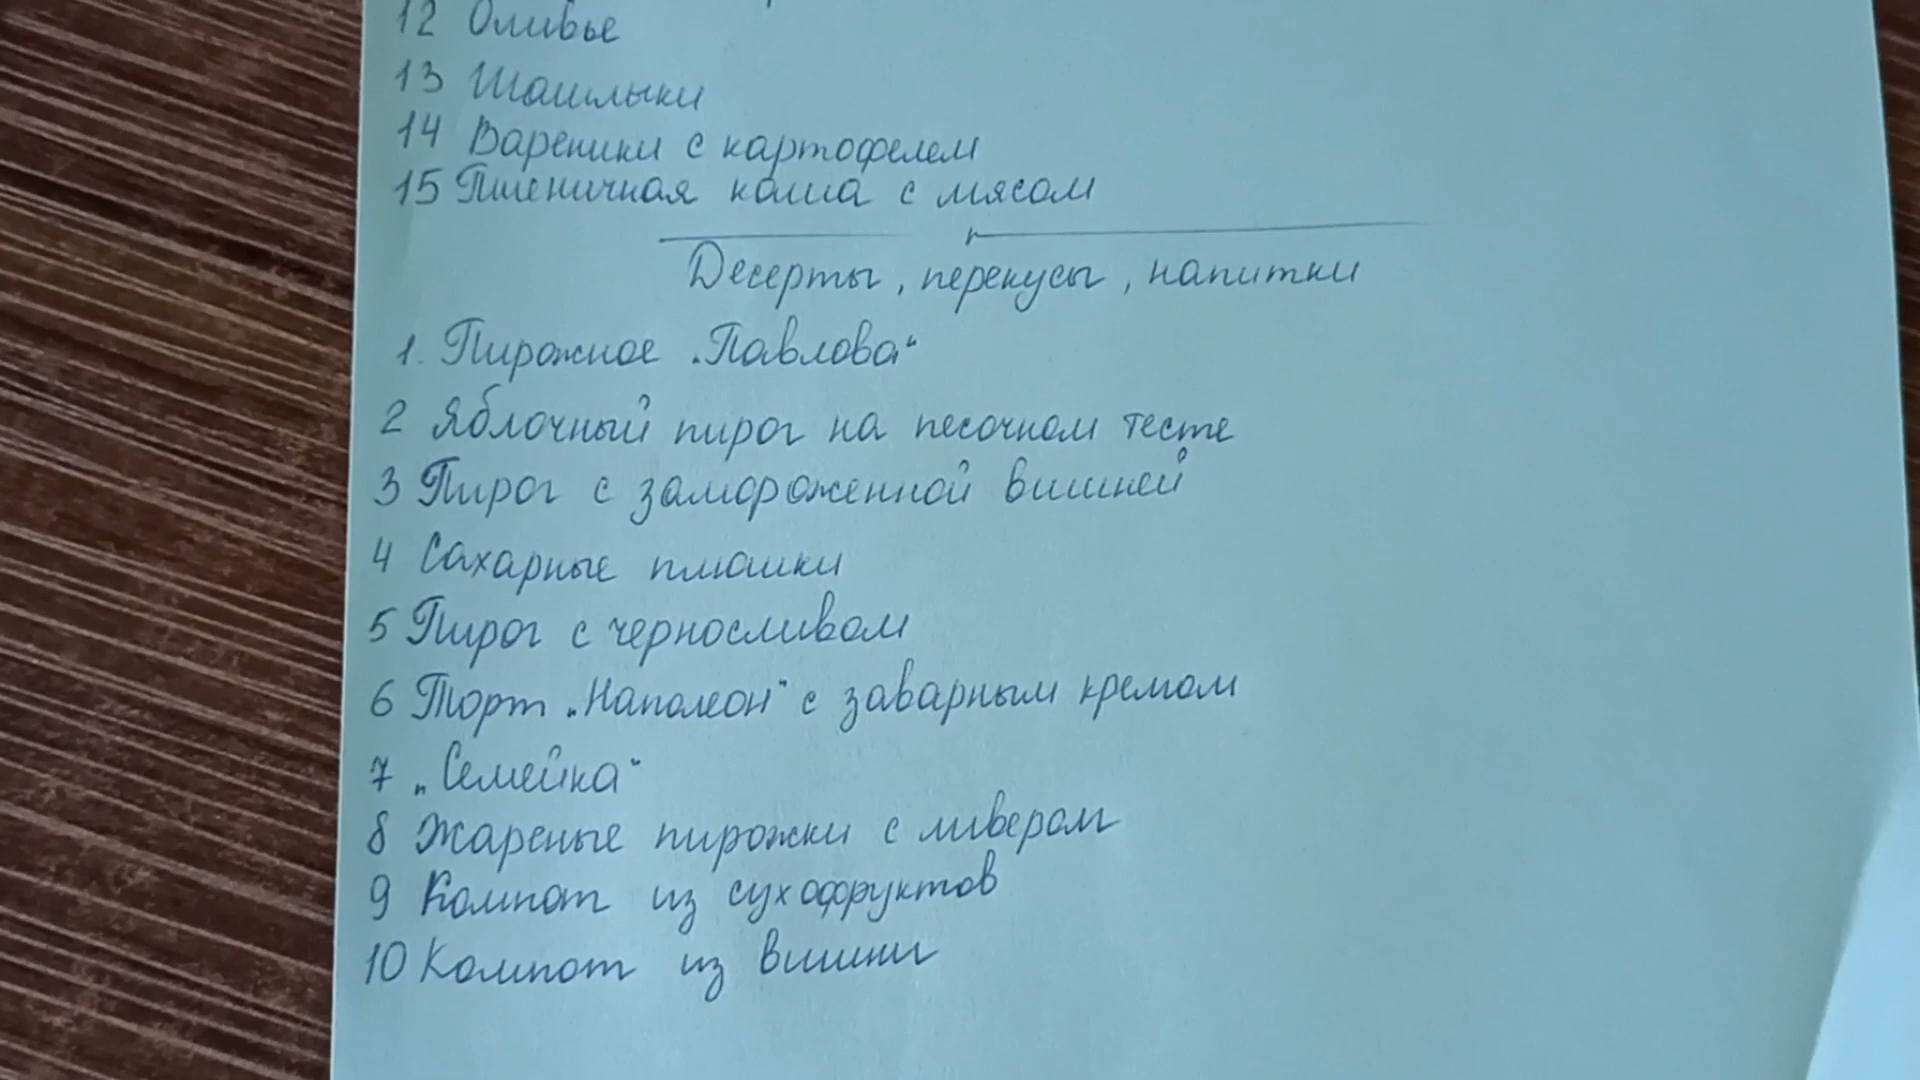 12 Оливье
13 Шашлыки
14 Вареники с картофелем
15 Пшеничная каша с мясом
Десерты, перекусы, напитки
1. Пирожное „Павлова“
2 Яблочный пирог на песочном тесте
3 Пирог с замороженной вишней
4 Сахарные плюшки
5 Пирог с черносливом
6 Торт „Наполеон“ с заварным кремом
7 „Семейка“
8 Жареные пирожки с ливером
9 Компот из сухофруктов
10 Компот из вишни